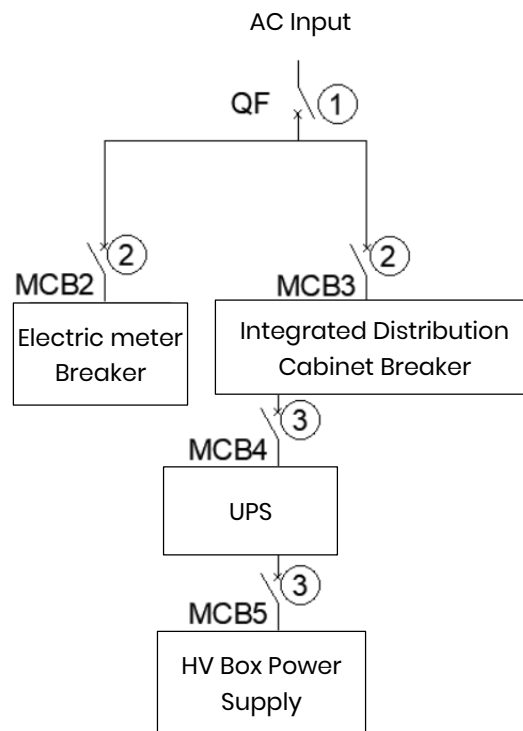 AC Input
QF ①
② ②
MCB2 MCB3
Electric meter
Breaker
Integrated Distribution
Cabinet Breaker
③
MCB4
UPS
③
MCB5
HV Box Power
Supply